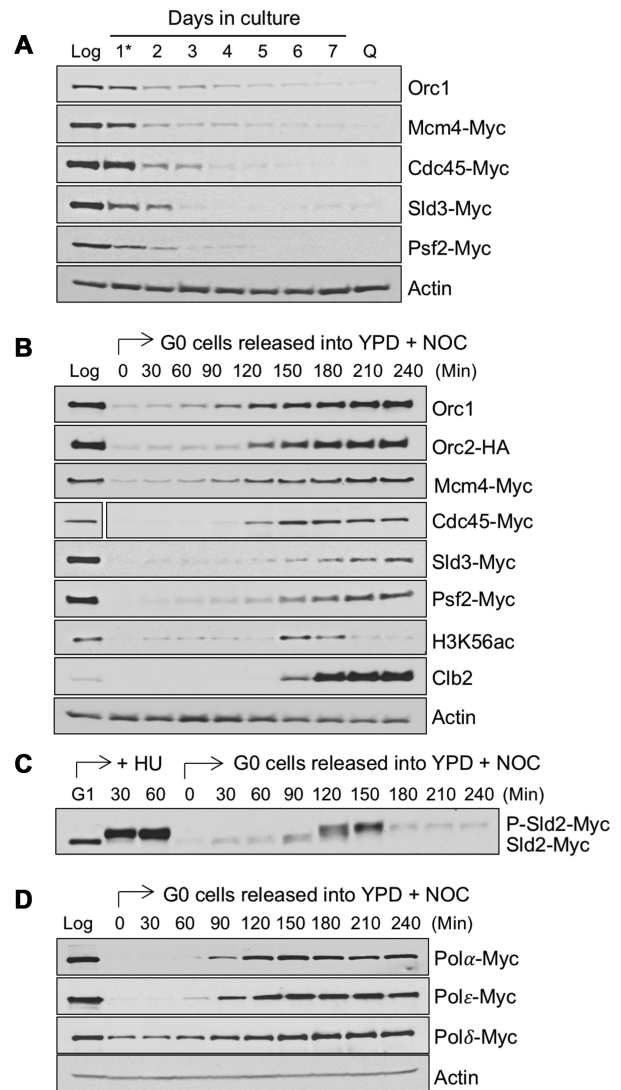 A
Days in culture
Log 1* 2 3 4 5 6 7 Q
Orc1
Mcm4-Myc
Cdc45-Myc
Sld3-Myc
Psf2-Myc
Actin
B
G0 cells released into YPD + NOC
Log 0 30 60 90 120 150 180 210 240 (Min)
Orc1
Orc2-HA
Mcm4-Myc
Cdc45-Myc
Sld3-Myc
Psf2-Myc
H3K56ac
Clb2
Actin
C
+ HU G0 cells released into YPD + NOC
G1 30 60 0 30 60 90 120 150 180 210 240 (Min)
P-Sld2-Myc
Sld2-Myc
D
G0 cells released into YPD + NOC
Log 0 30 60 90 120 150 180 210 240 (Min)
Polα-Myc
Polε-Myc
Polδ-Myc
Actin